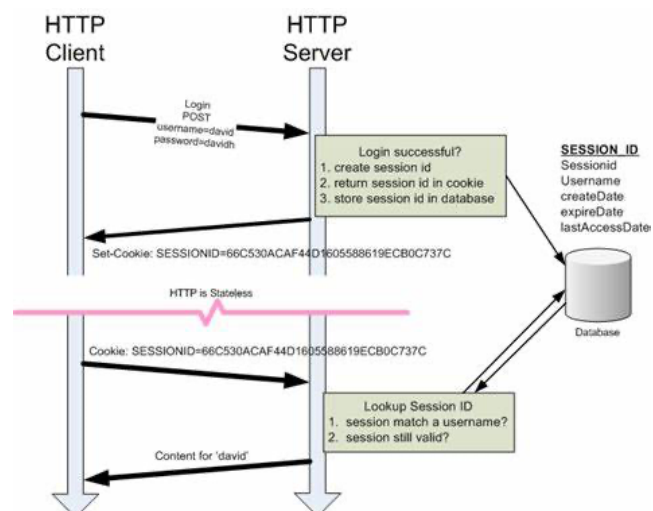 HTTP
Client
HTTP
Server
Login
POST
username=david
password=davidh
Login successful?
1. create session id
2. return session id in cookie
3. store session id in database
SESSION_ID
Sessionid
Username
createDate
expireDate
lastAccessDate
Set-Cookie: SESSIONID=66C530ACAF44D1605588619ECB0C737C
HTTP is Stateless
Database
Cookie: SESSIONID=66C530ACAF44D1605588619ECB0C737C
Lookup Session ID
1. session match a username?
2. session still valid?
Content for 'david'